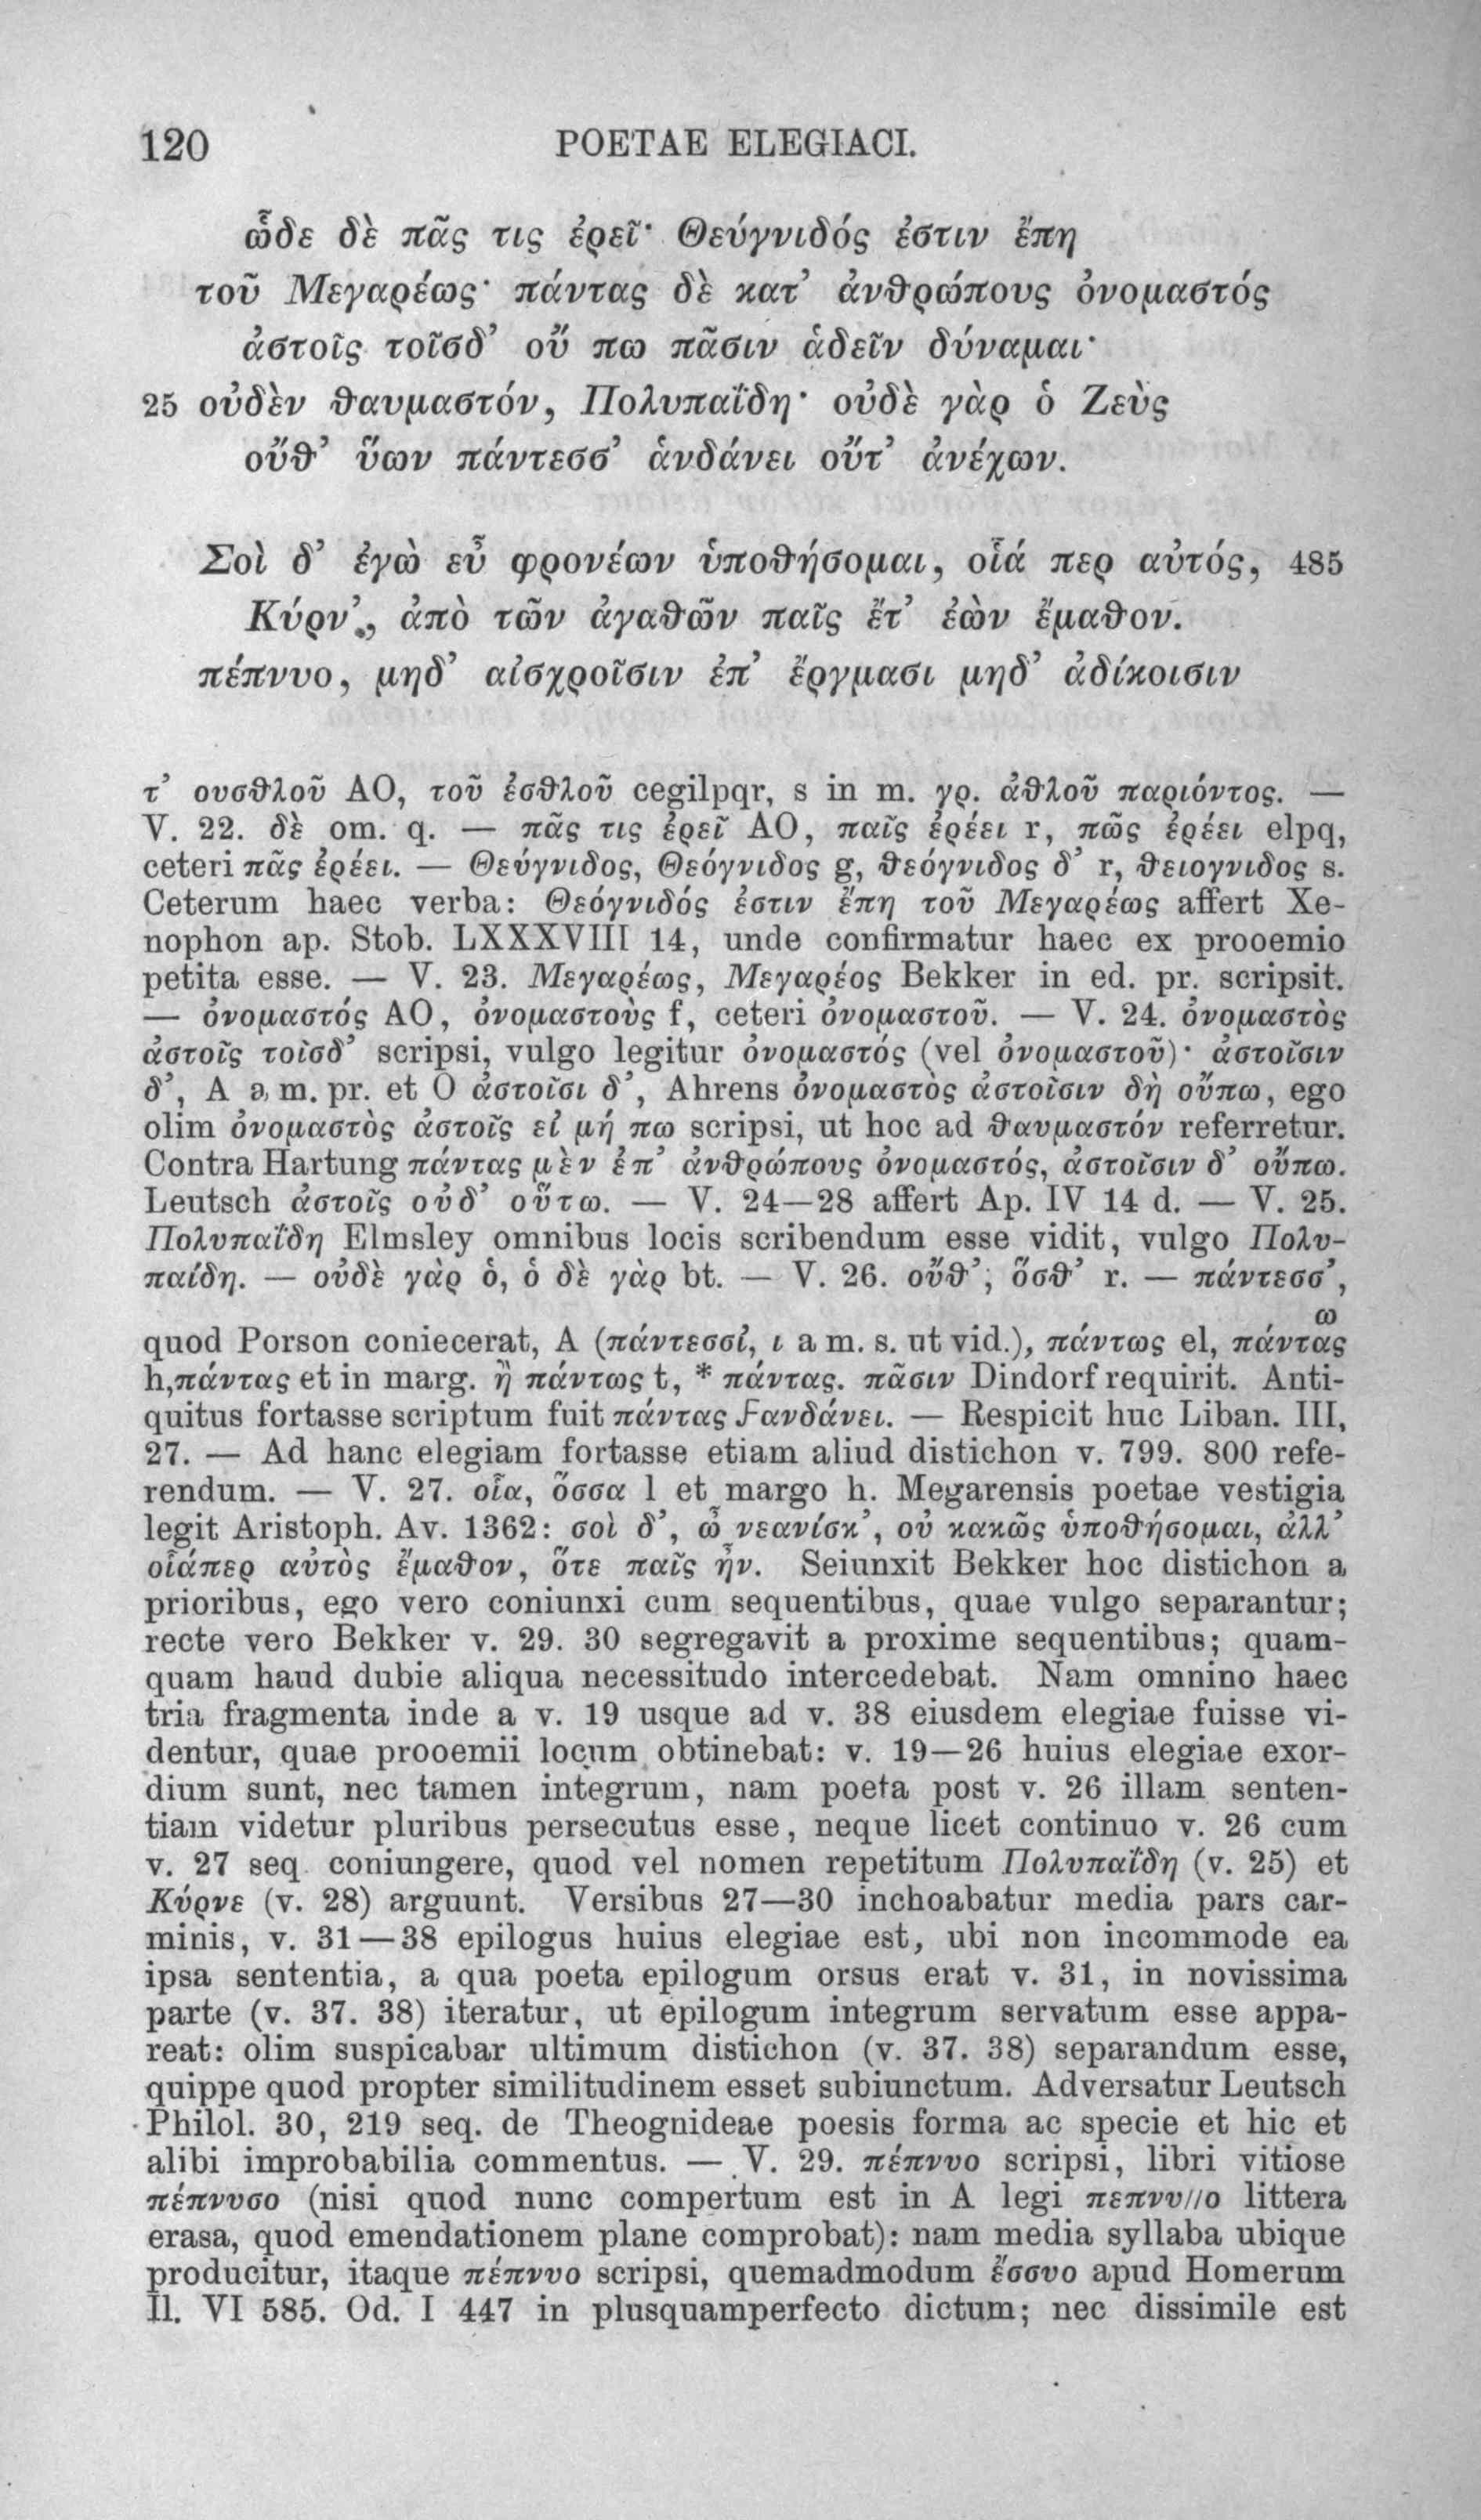 120 POETAE ELEGIACI.
ὧδε δὲ πᾶς τις ἐρεῖ· Θεύγνιδός ἐστιν ἔπη
τοῦ Μεγαρέως· πάντας δὲ κατ’ ἀνθρώπους ὀνομαστός
ἀστοῖς τοῖσδ’ οὔ πω πᾶσιν ἁδεῖν δύναμαι·
25 οὐδὲν θαυμαστόν, Πολυπαΐδη· οὐδὲ γὰρ ὁ Ζεὺς
οὔθ’ ὕων πάντεσσ’ ἁνδάνει οὔτ’ ἀνέχων.
Σοὶ δ’ ἐγὼ εὖ φρονέων ὑποθήσομαι, οἷά περ αὐτός, 485
Κύρν’, ἀπὸ τῶν ἀγαθῶν παῖς ἔτ’ ἐὼν ἔμαθον.
πέπνυο, μηδ’ αἰσχροῖσιν ἐπ’ ἔργμασι μηδ’ ἀδίκοισιν
τ’ ουσθλοῦ AO, τοῦ ἐσθλοῦ cegilpqr, s in m. γρ. ἀθλοῦ παριόντος. —
V. 22. δὲ om. q. — πᾶς τις ἐρεῖ AO, παῖς ἐρέει r, πῶς ἐρέει elpq,
ceteri πᾶς ἐρέει. — Θεύγνιδος, Θεόγνιδος g, θεόγνιδος δ’ r, θειογνιδος s.
Ceterum haec verba: Θεόγνιδός ἐστιν ἔπη τοῦ Μεγαρέως affert Xe-
nophon ap. Stob. LXXXVIII 14, unde confirmatur haec ex prooemio
petita esse. — V. 23. Μεγαρέως, Μεγαρέος Bekker in ed. pr. scripsit.
— ὀνομαστός AO, ὀνομαστοὺς f, ceteri ὀνομαστοῦ. — V. 24. ὀνομαστὸς
ἀστοῖς τοῖσδ’ scripsi, vulgo legitur ὀνομαστός (vel ὀνομαστοῦ)· ἀστοῖσιν
δ’, A a m. pr. et O ἀστοῖσι δ’, Ahrens ὀνομαστὸς ἀστοῖσιν δὴ οὔπω, ego
olim ὀνομαστὸς ἀστοῖς εἰ μή πω scripsi, ut hoc ad θαυμαστόν referretur.
Contra Hartung πάντας μὲν ἐπ’ ἀνθρώπους ὀνομαστός, ἀστοῖσιν δ’ οὔπω.
Leutsch ἀστοῖς οὐδ’ οὕτω. — V. 24—28 affert Ap. IV 14 d. — V. 25.
Πολυπαΐδη Elmsley omnibus locis scribendum esse vidit, vulgo Πολυ-
παίδη. — οὐδὲ γὰρ ὁ, ὁ δὲ γὰρ bt. — V. 26. οὔθ’, ὅσθ’ r. — πάντεσσ’,
ω
quod Porson coniecerat, A (πάντεσσὶ, ι a m. s. ut vid.), πάντως el, πάντας
h, πάντας et in marg. ἢ πάντως t, * πάντας. πᾶσιν Dindorf requirit. Anti-
quitus fortasse scriptum fuit πάντας ϝανδάνει. — Respicit huc Liban. III,
27. — Ad hanc elegiam fortasse etiam aliud distichon v. 799. 800 refe-
rendum. — V. 27. οἷα, ὅσσα l et margo h. Megarensis poetae vestigia
legit Aristoph. Av. 1362: σοὶ δ’, ὦ νεανίσκ’, οὐ κακῶς ὑποθήσομαι, ἀλλ’
οἷάπερ αὐτὸς ἔμαθον, ὅτε παῖς ἦν. Seiunxit Bekker hoc distichon a
prioribus, ego vero coniunxi cum sequentibus, quae vulgo separantur;
recte vero Bekker v. 29. 30 segregavit a proxime sequentibus; quam-
quam haud dubie aliqua necessitudo intercedebat. Nam omnino haec
tria fragmenta inde a v. 19 usque ad v. 38 eiusdem elegiae fuisse vi-
dentur, quae prooemii locum obtinebat: v. 19—26 huius elegiae exor-
dium sunt, nec tamen integrum, nam poeta post v. 26 illam senten-
tiam videtur pluribus persecutus esse, neque licet continuo v. 26 cum
v. 27 seq. coniungere, quod vel nomen repetitum Πολυπαΐδη (v. 25) et
Κύρνε (v. 28) arguunt. Versibus 27—30 inchoabatur media pars car-
minis, v. 31—38 epilogus huius elegiae est, ubi non incommode ea
ipsa sententia, a qua poeta epilogum orsus erat v. 31, in novissima
parte (v. 37. 38) iteratur, ut epilogum integrum servatum esse appa-
reat: olim suspicabar ultimum distichon (v. 37. 38) separandum esse,
quippe quod propter similitudinem esset subiunctum. Adversatur Leutsch
Philol. 30, 219 seq. de Theognideae poesis forma ac specie et hic et
alibi improbabilia commentus. — V. 29. πέπνυο scripsi, libri vitiose
πέπνυσο (nisi quod nunc compertum est in A legi πεπνυ//ο littera
erasa, quod emendationem plane comprobat): nam media syllaba ubique
producitur, itaque πέπνυο scripsi, quemadmodum ἔσσυο apud Homerum
Il. VI 585. Od. I 447 in plusquamperfecto dictum; nec dissimile est